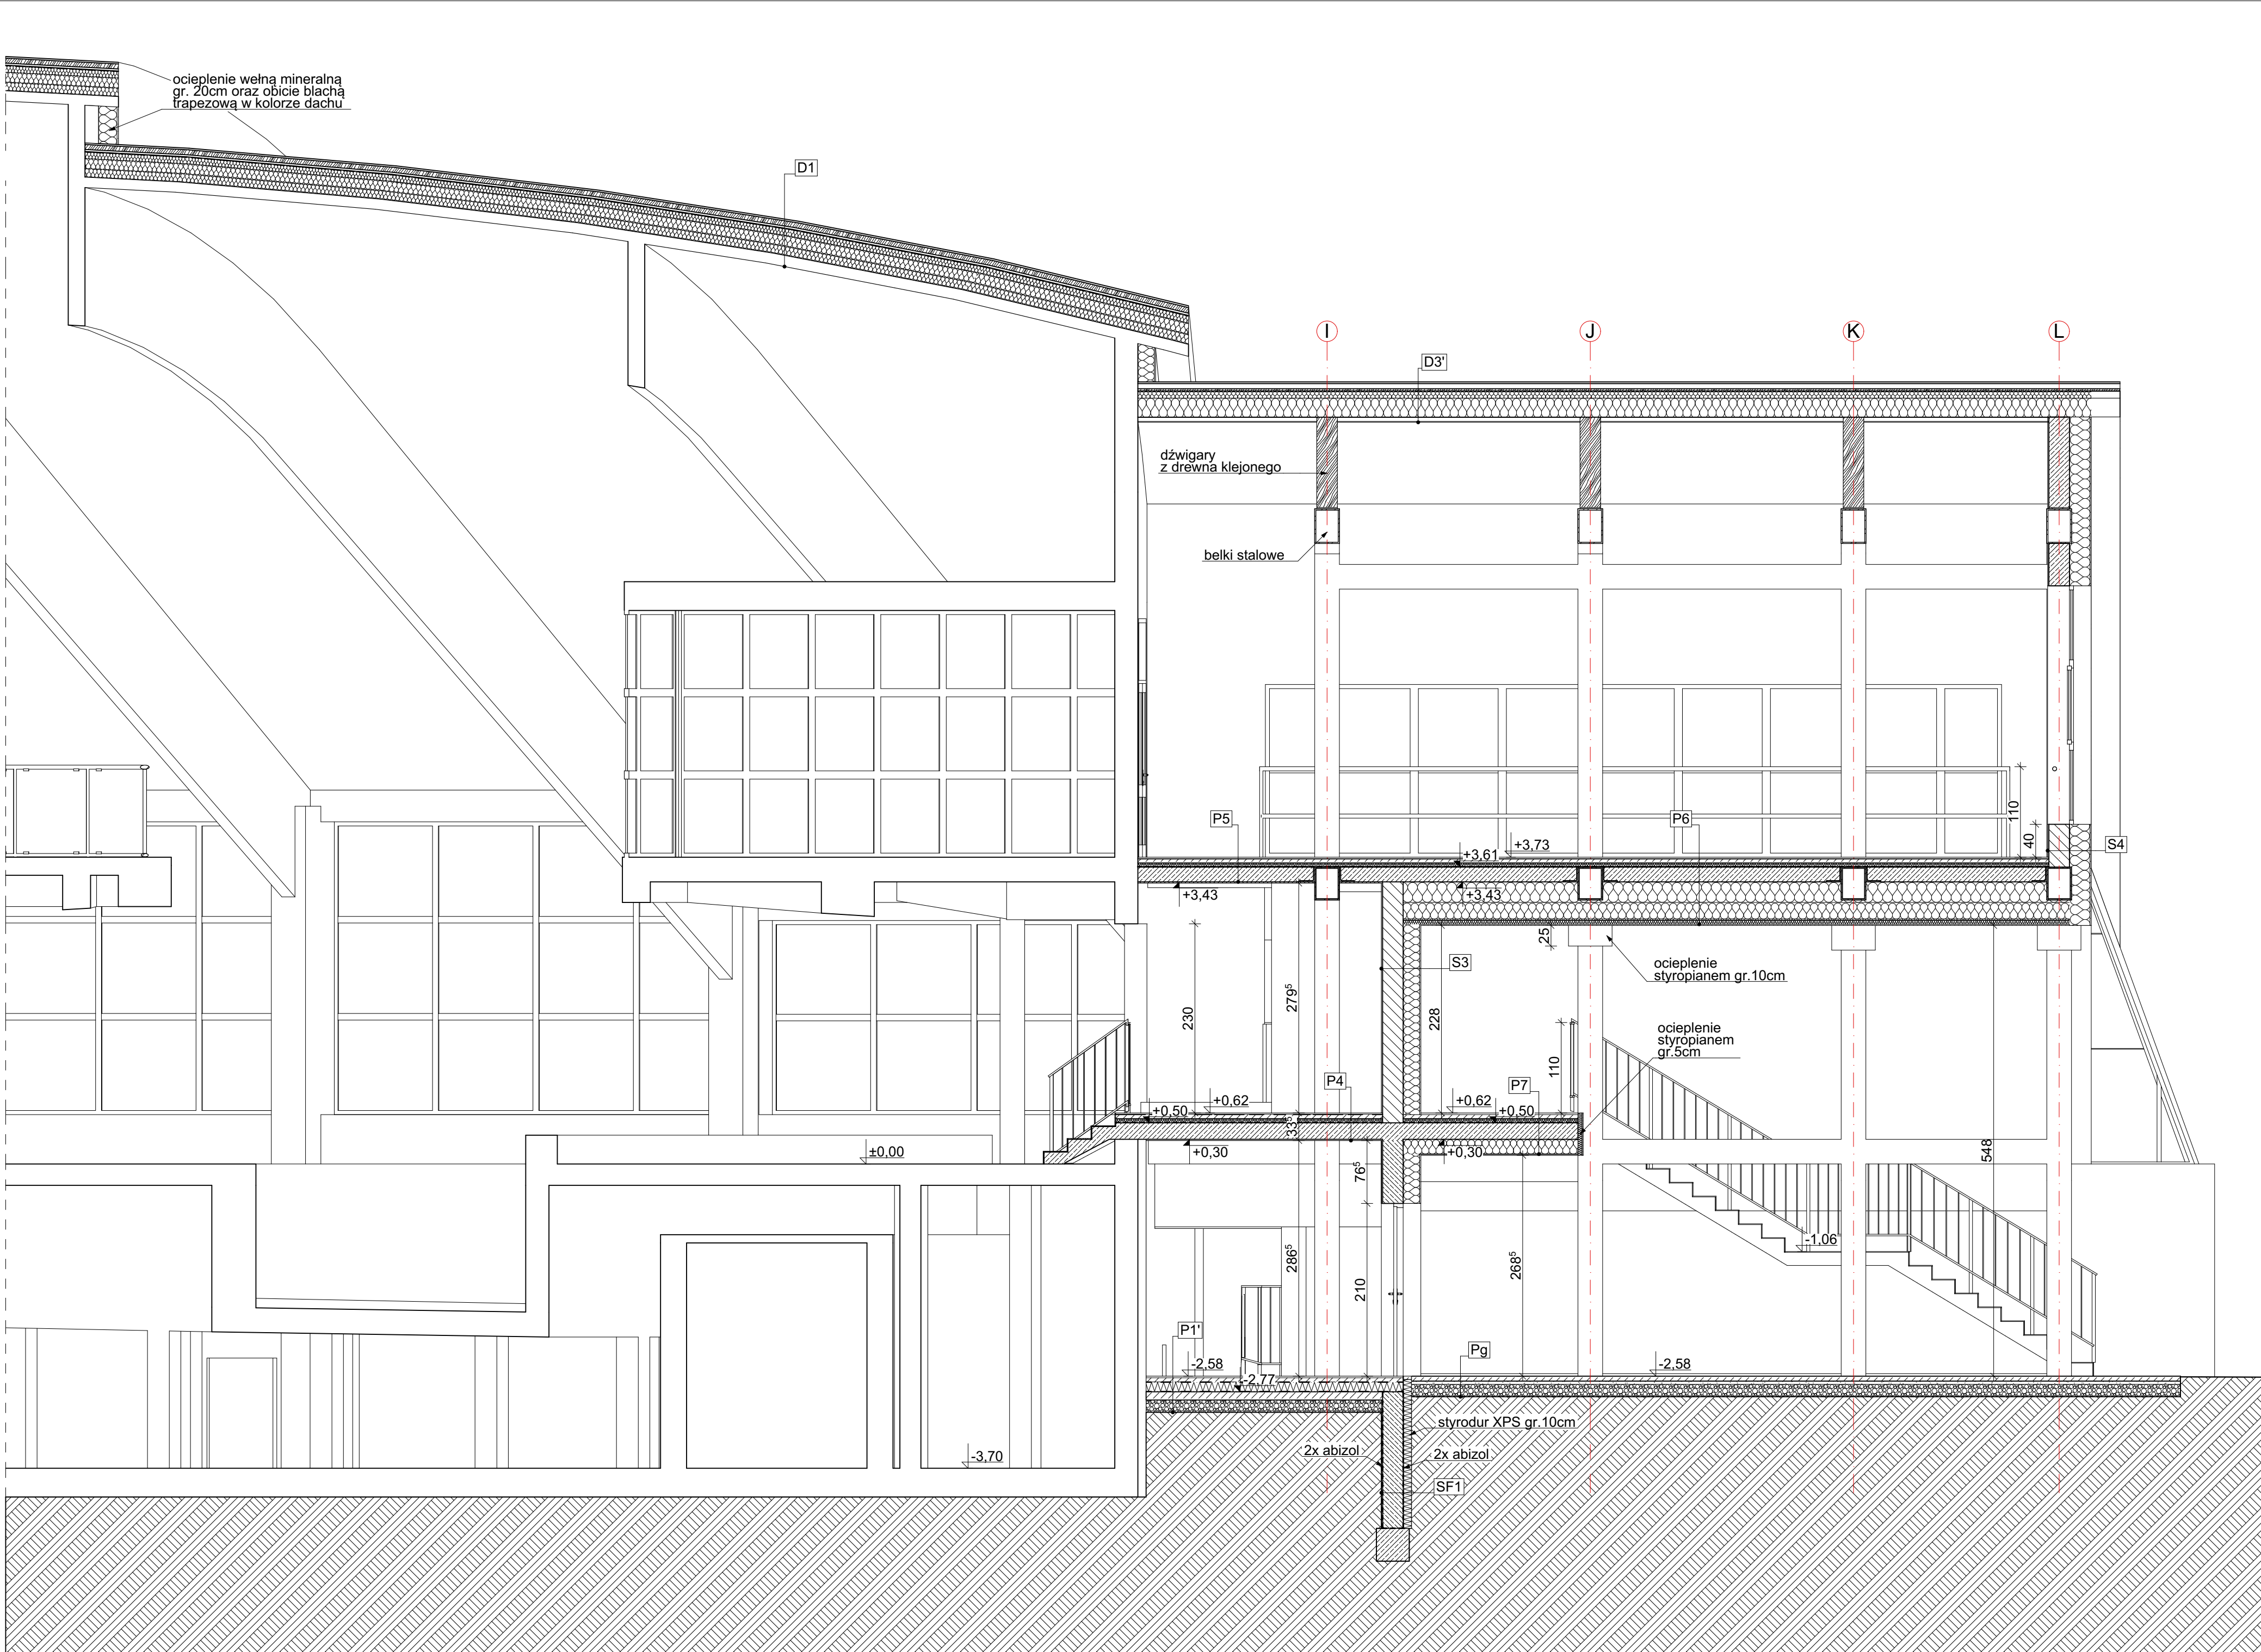 ocieplenie wełną mineralną
gr. 20cm oraz obicie blachą
trapezową w kolorze dachu
D1
I
J
K
L
D3'
dźwigary
z drewna klejonego
belki stalowe
110
P5
P6
40
S4
+3,61
+3,73
+3,43
+3,43
25
S3
ocieplenie
styropianem gr.10cm
279⁵
230
228
ocieplenie
styropianem
gr.5cm
110
P4
P7
+0,50
+0,62
+0,62
+0,50
33⁵
±0,00
+0,30
+0,30
548
76⁵
-1,06
286⁵
268⁵
210
P1'
Pg
-2,58
-2,58
-2,77
styrodur XPS gr.10cm
2x abizol
2x abizol
-3,70
SF1